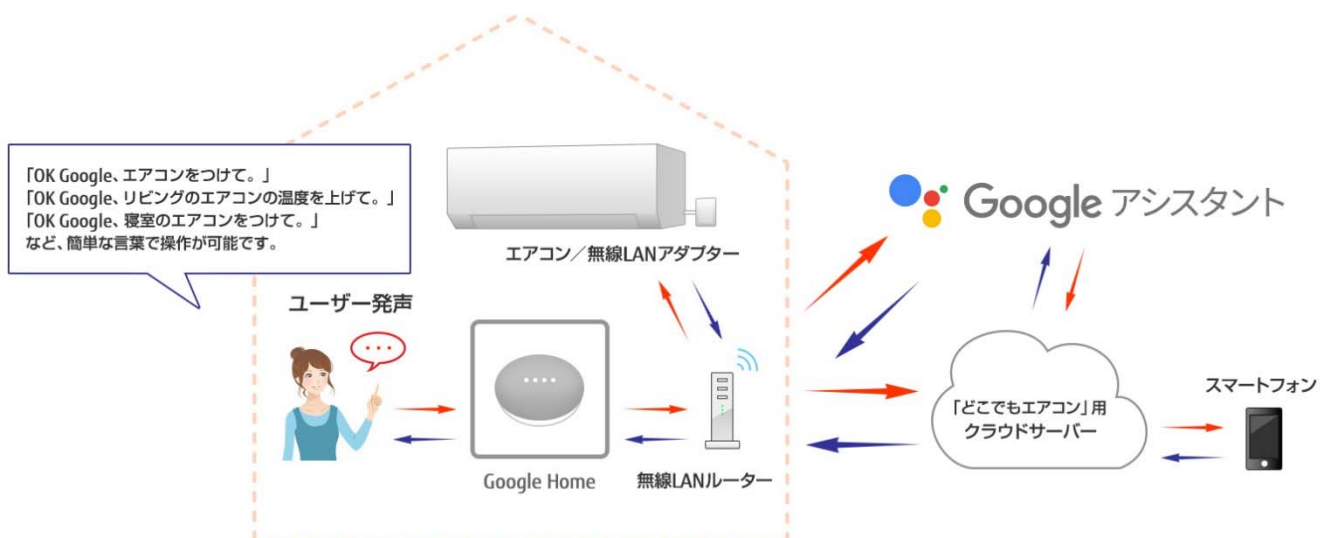 「OK Google、エアコンをつけて。」
「OK Google、リビングのエアコンの温度を上げて。」
「OK Google、寝室のエアコンをつけて。」
など、簡単な言葉で操作が可能です。
エアコン／無線LANアダプター
Google アシスタント
ユーザー発声
Google Home
無線LANルーター
「どこでもエアコン」用
クラウドサーバー
スマートフォン